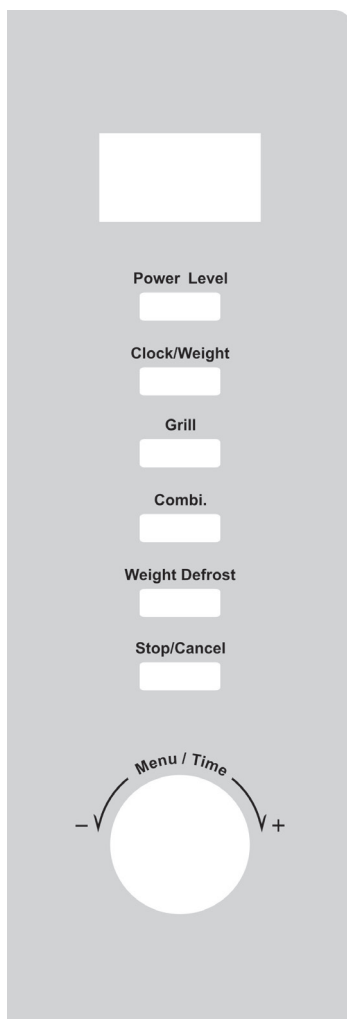 Power Level
Clock/Weight
Grill
Combi.
Weight Defrost
Stop/Cancel
Menu / Time
− +